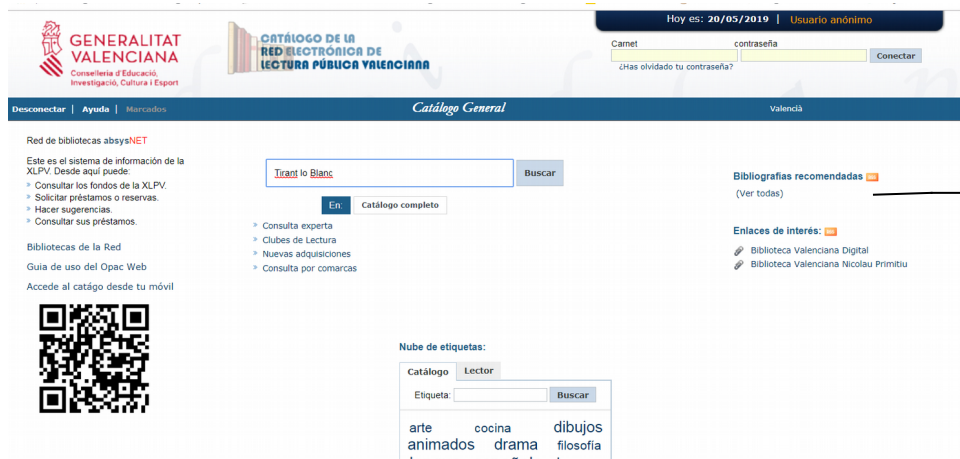 Hoy es: 20/05/2019 | Usuario anónimo
GENERALITAT
VALENCIANA
Conselleria d'Educació,
Investigació, Cultura i Esport
CATÁLOGO DE LA
RED ELECTRÓNICA DE
LECTURA PÚBLICA VALENCIANA
Carnet contraseña
Conectar
¿Has olvidado tu contraseña?
Desconectar | Ayuda | Marcados
Catálogo General
Valencià
Red de bibliotecas absysNET
Este es el sistema de información de la
XLPV. Desde aquí puede:
Consultar los fondos de la XLPV.
Solicitar préstamos o reservas.
Hacer sugerencias.
Consultar sus préstamos.
Bibliotecas de la Red
Guia de uso del Opac Web
Accede al catágo desde tu móvil
Tirant lo Blanc
Buscar
En: Catálogo completo
Consulta experta
Clubes de Lectura
Nuevas adquisiciones
Consulta por comarcas
Bibliografias recomendadas
(Ver todas)
Enlaces de interés:
Biblioteca Valenciana Digital
Biblioteca Valenciana Nicolau Primitiu
Nube de etiquetas:
Catálogo Lector
Etiqueta: Buscar
arte cocina dibujos
animados drama filosofía